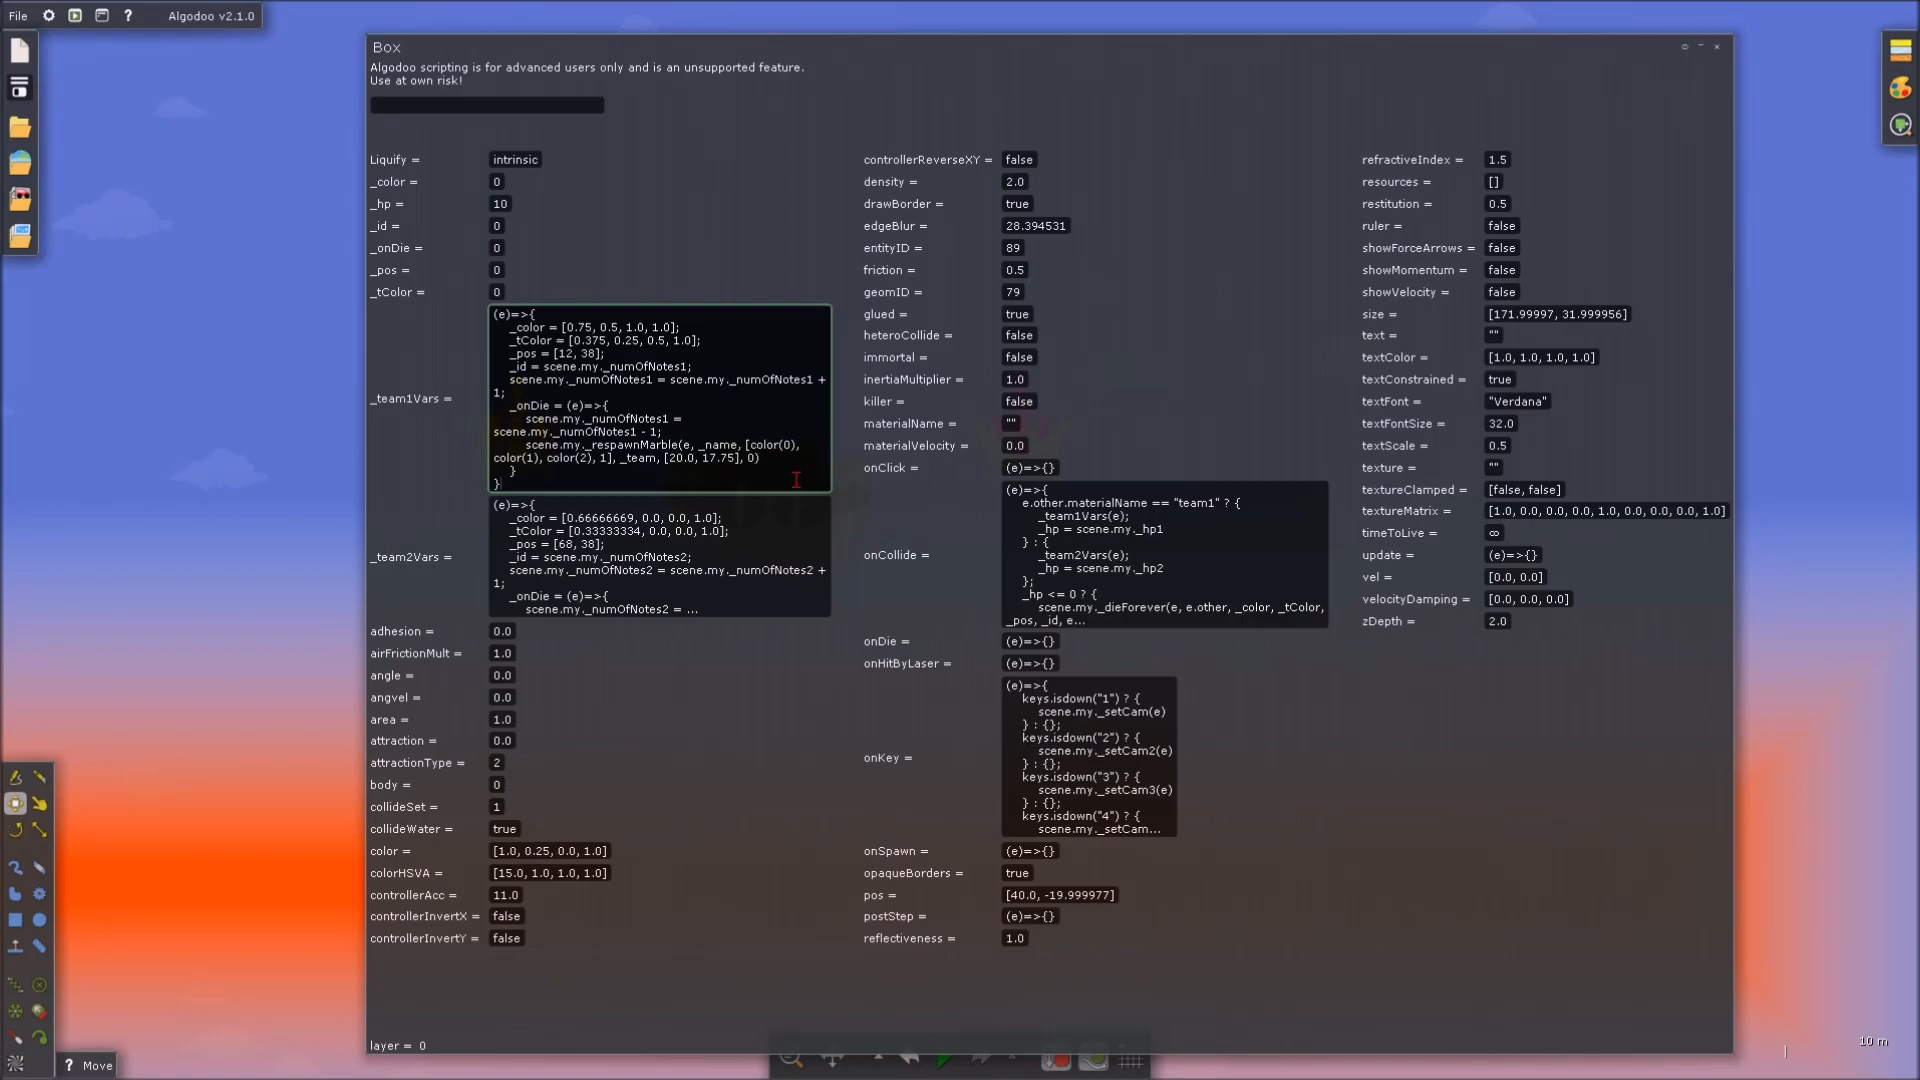 File
?
Algodoo v2.1.0
Box
Algodoo scripting is for advanced users only and is an unsupported feature.
Use at own risk!
Liquify =
intrinsic
_color =
0
_hp =
10
_id =
0
_onDie =
0
_pos =
0
_tColor =
0
_team1Vars =
(e)=>{
_color = [0.75, 0.5, 1.0, 1.0];
_tColor = [0.375, 0.25, 0.5, 1.0];
_pos = [12, 38];
_id = scene.my._numOfNotes1;
scene.my._numOfNotes1 = scene.my._numOfNotes1 +
1;
_onDie = (e)=>{
scene.my._numOfNotes1 =
scene.my._numOfNotes1 - 1;
scene.my._respawnMarble(e, _name, [color(0),
color(1), color(2), 1], _team, [20.0, 17.75], 0)
}
}
_team2Vars =
(e)=>{
_color = [0.66666669, 0.0, 0.0, 1.0];
_tColor = [0.33333334, 0.0, 0.0, 1.0];
_pos = [68, 38];
_id = scene.my._numOfNotes2;
scene.my._numOfNotes2 = scene.my._numOfNotes2 +
1;
_onDie = (e)=>{
scene.my._numOfNotes2 = ...
adhesion =
0.0
airFrictionMult =
1.0
angle =
0.0
angvel =
0.0
area =
1.0
attraction =
0.0
attractionType =
2
body =
0
collideSet =
1
collideWater =
true
color =
[1.0, 0.25, 0.0, 1.0]
colorHSVA =
[15.0, 1.0, 1.0, 1.0]
controllerAcc =
11.0
controllerInvertX =
false
controllerInvertY =
false
controllerReverseXY =
false
density =
2.0
drawBorder =
true
edgeBlur =
28.394531
entityID =
89
friction =
0.5
geomID =
79
glued =
true
heteroCollide =
false
immortal =
false
inertiaMultiplier =
1.0
killer =
false
materialName =
""
materialVelocity =
0.0
onClick =
(e)=>{}
onCollide =
(e)=>{
e.other.materialName == "team1" ? {
_team1Vars(e);
_hp = scene.my._hp1
} : {
_team2Vars(e);
_hp = scene.my._hp2
};
_hp <= 0 ? {
scene.my._dieForever(e, e.other, _color, _tColor,
_pos, _id, e...
onDie =
(e)=>{}
onHitByLaser =
(e)=>{}
onKey =
(e)=>{
keys.isdown("1") ? {
scene.my._setCam(e)
} : {};
keys.isdown("2") ? {
scene.my._setCam2(e)
} : {};
keys.isdown("3") ? {
scene.my._setCam3(e)
} : {};
keys.isdown("4") ? {
scene.my._setCam...
onSpawn =
(e)=>{}
opaqueBorders =
true
pos =
[40.0, -19.999977]
postStep =
(e)=>{}
reflectiveness =
1.0
refractiveIndex =
1.5
resources =
[]
restitution =
0.5
ruler =
false
showForceArrows =
false
showMomentum =
false
showVelocity =
false
size =
[171.99997, 31.999956]
text =
""
textColor =
[1.0, 1.0, 1.0, 1.0]
textConstrained =
true
textFont =
"Verdana"
textFontSize =
32.0
textScale =
0.5
texture =
""
textureClamped =
[false, false]
textureMatrix =
[1.0, 0.0, 0.0, 0.0, 1.0, 0.0, 0.0, 0.0, 1.0]
timeToLive =
∞
update =
(e)=>{}
vel =
[0.0, 0.0]
velocityDamping =
[0.0, 0.0, 0.0]
zDepth =
2.0
layer = 0
? Move
10 m